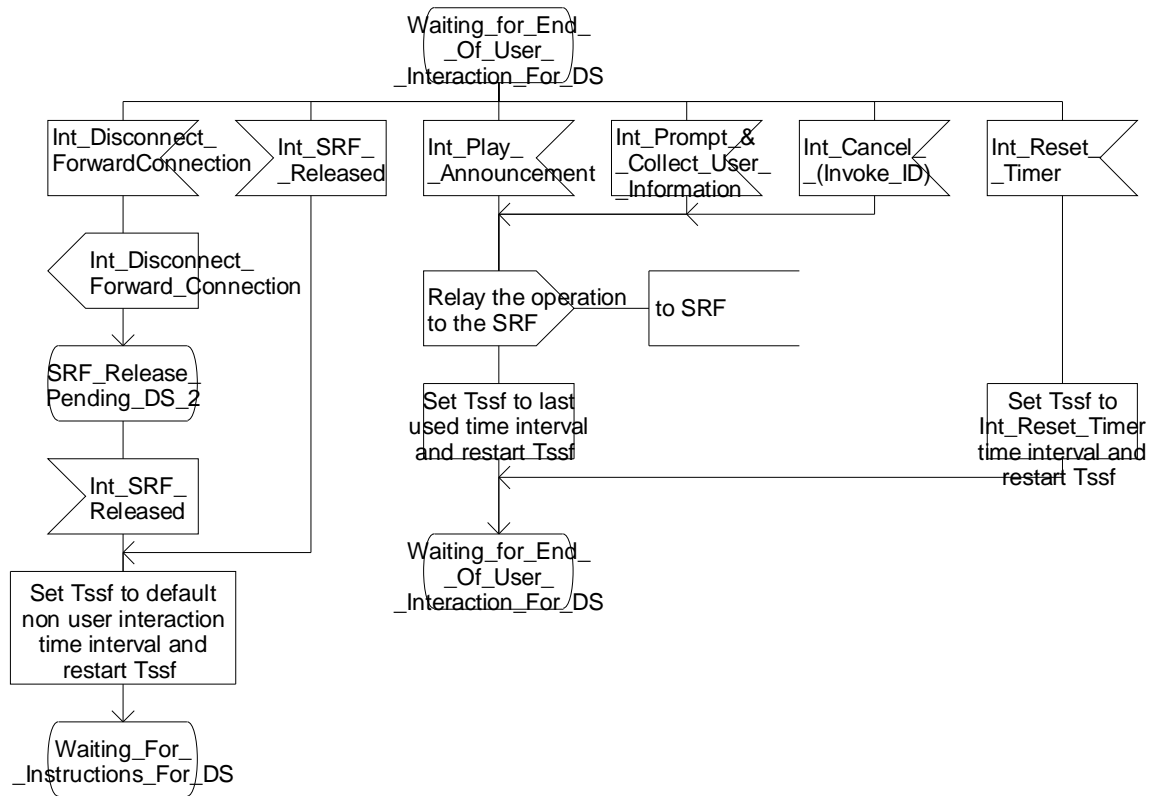 Waiting_for_End_
_Of_User_
_Interaction_For_DS
Int_Disconnect_
ForwardConnection
Int_SRF_
_Released
Int_Play_
_Announcement
Int_Prompt_&
_Collect_User_
_Information
Int_Cancel_
_(Invoke_ID)
Int_Reset_
_Timer
Int_Disconnect_
Forward_Connection
Relay the operation
to the SRF
to SRF
SRF_Release_
Pending_DS_2
Set Tssf to last
used time interval
and restart Tssf
Set Tssf to
Int_Reset_Timer
time interval and
restart Tssf
Int_SRF_
Released
Waiting_for_End_
_Of_User_
_Interaction_For_DS
Set Tssf to default
non user interaction
time interval and
restart Tssf
Waiting_For_
_Instructions_For_DS